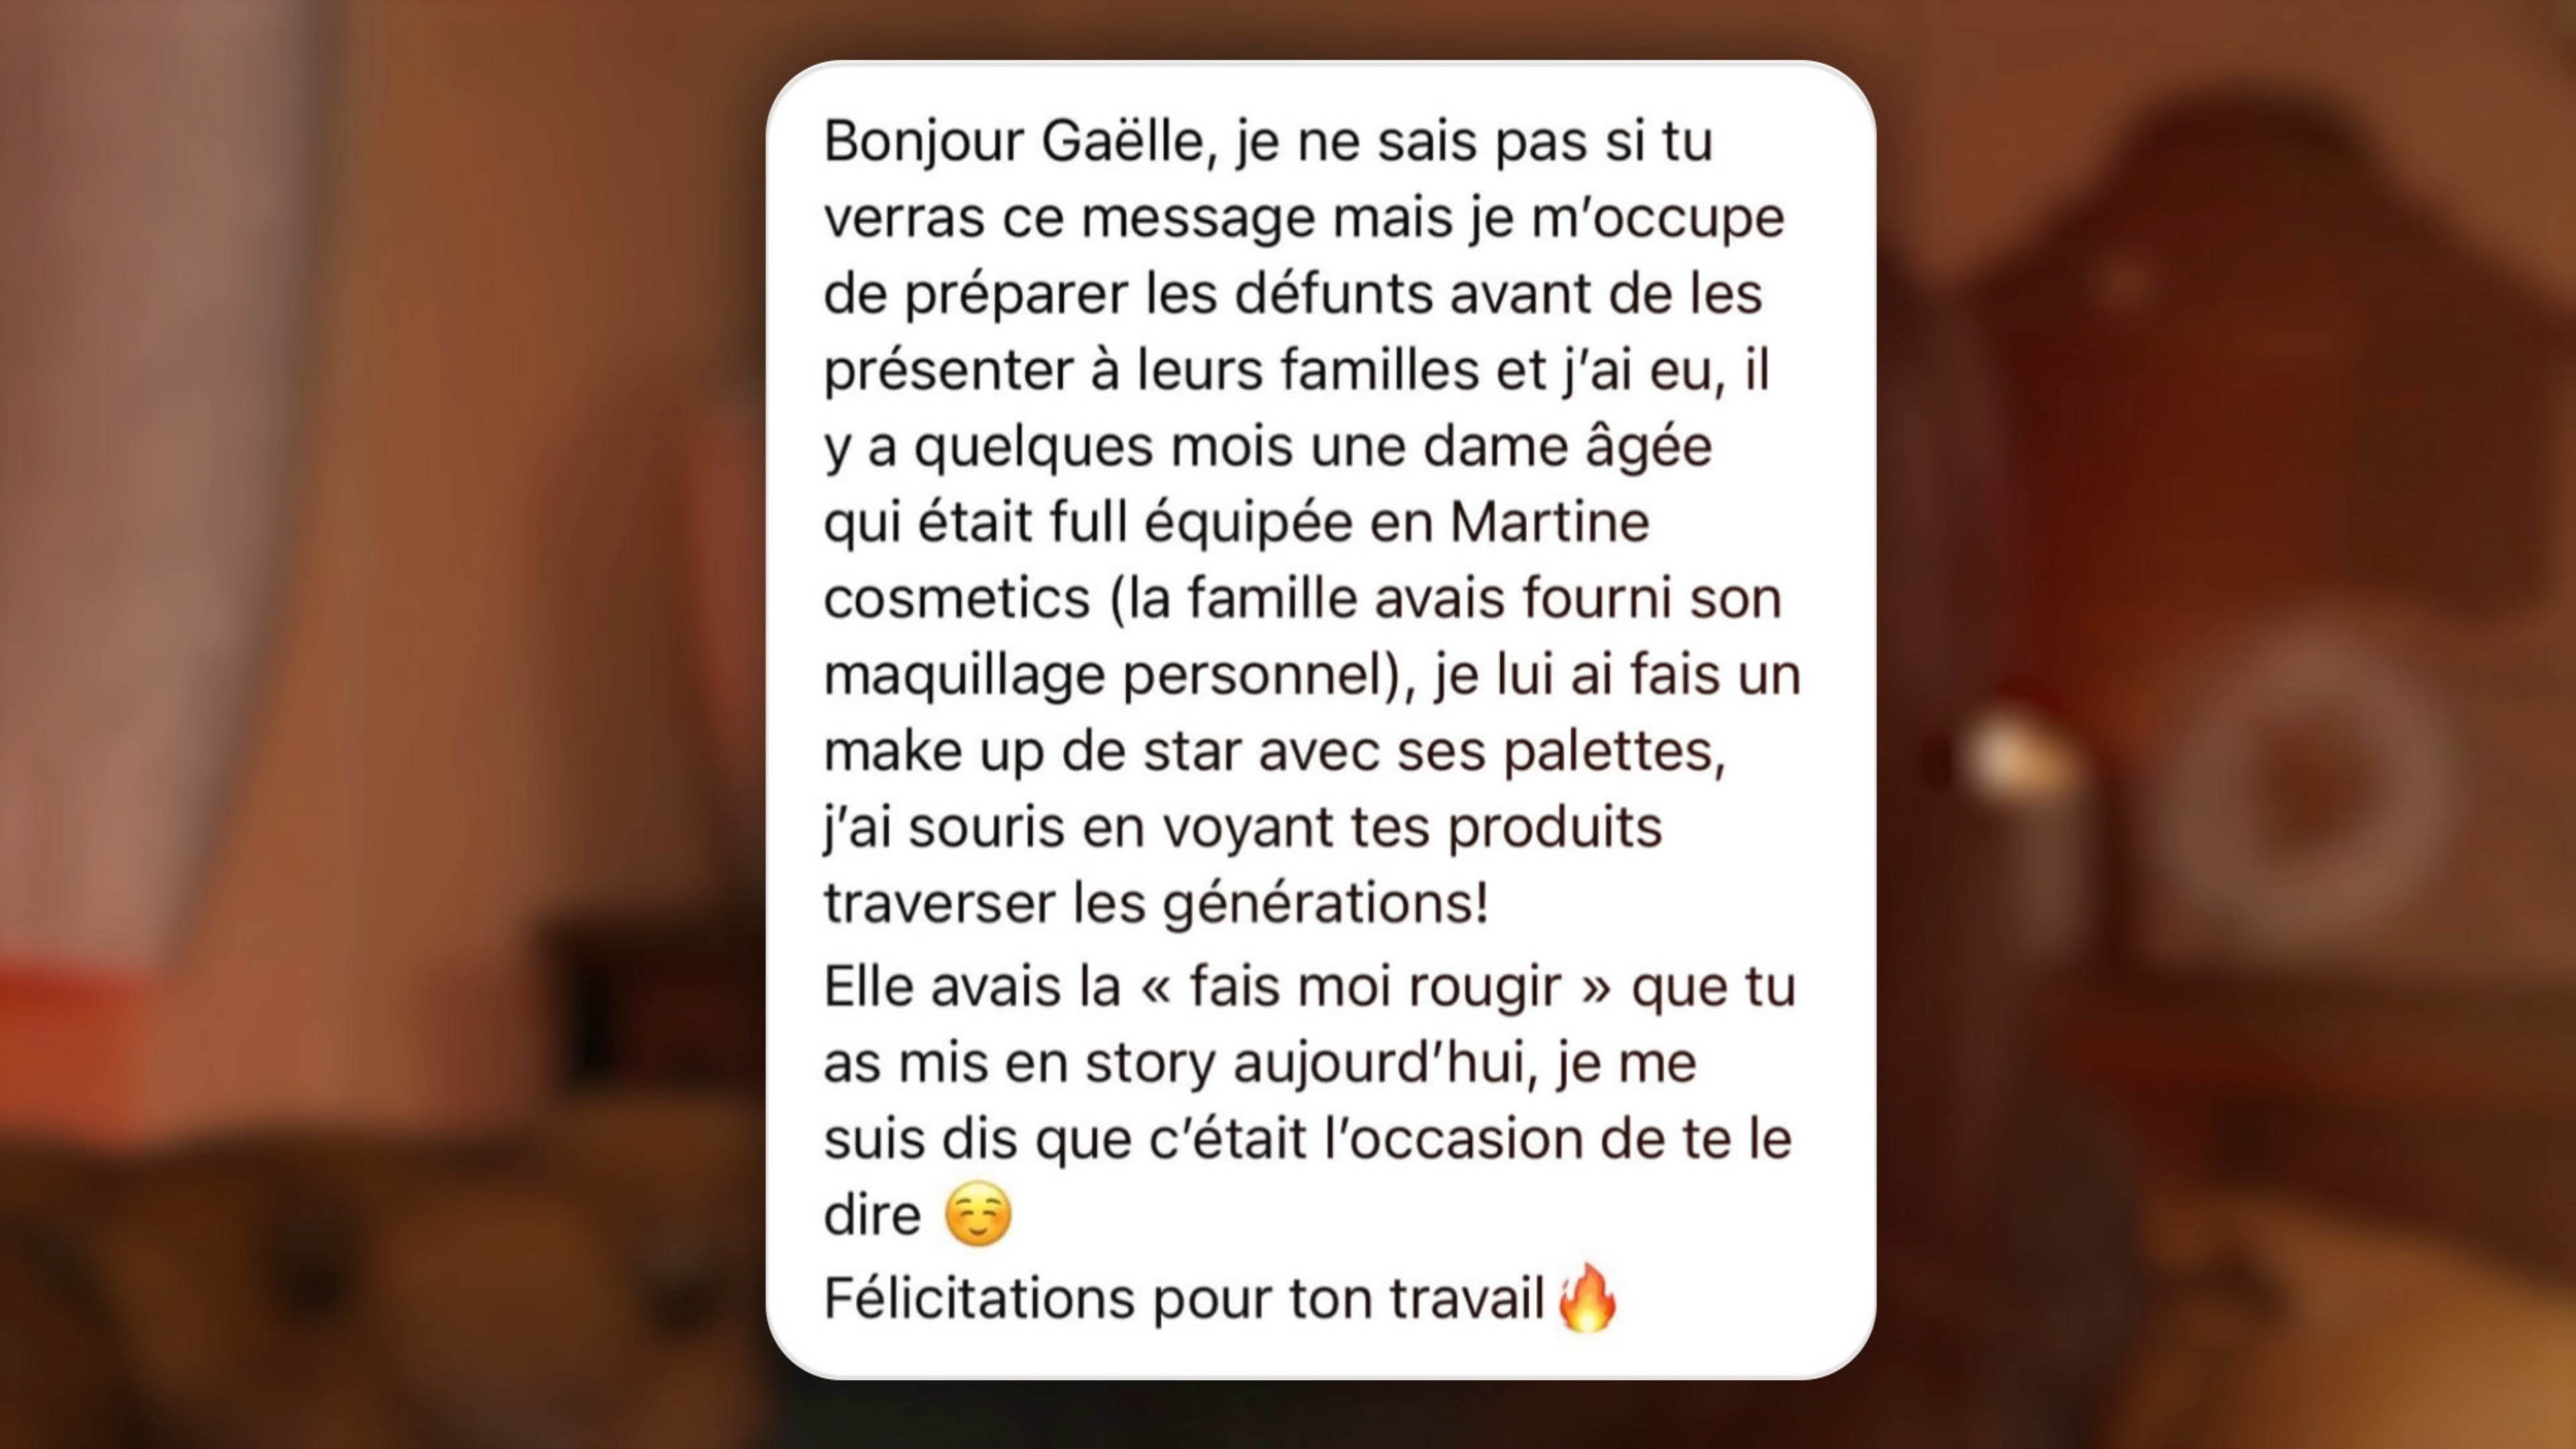 Bonjour Gaëlle, je ne sais pas si tu
verras ce message mais je m’occupe
de préparer les défunts avant de les
présenter à leurs familles et j’ai eu, il
y a quelques mois une dame âgée
qui était full équipée en Martine
cosmetics (la famille avais fourni son
maquillage personnel), je lui ai fais un
make up de star avec ses palettes,
j’ai souris en voyant tes produits
traverser les générations!
Elle avais la « fais moi rougir » que tu
as mis en story aujourd’hui, je me
suis dis que c’était l’occasion de te le
dire ☺️
Félicitations pour ton travail🔥